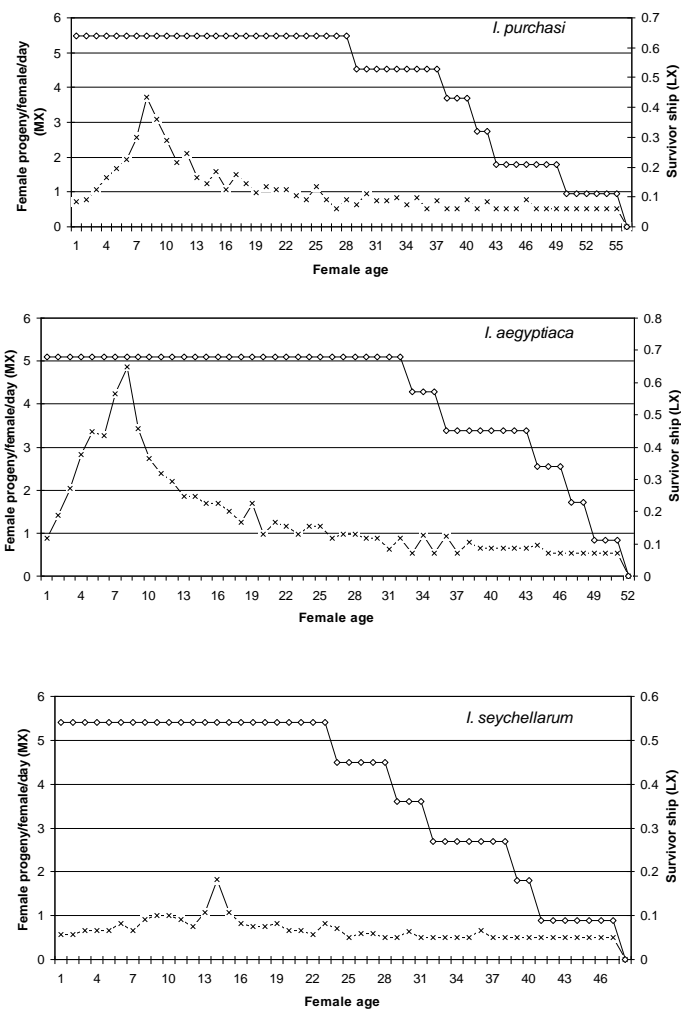 I. purchasi
Female progeny/female/day
(MX)
Survivor ship (LX)
6
5
4
3
2
1
0
0.7
0.6
0.5
0.4
0.3
0.2
0.1
0
1 4 7 10 13 16 19 22 25 28 31 34 37 40 43 46 49 52 55
Female age
I. aegyptiaca
Female progeny/female/day (MX)
Survivor ship (LX)
6
5
4
3
2
1
0
0.8
0.7
0.6
0.5
0.4
0.3
0.2
0.1
0
1 4 7 10 13 16 19 22 25 28 31 34 37 40 43 46 49 52
Female age
I. seychellarum
Female progeny/female/day (MX)
Survivor ship (LX)
6
5
4
3
2
1
0
0.6
0.5
0.4
0.3
0.2
0.1
0
1 4 7 10 13 16 19 22 25 28 31 34 37 40 43 46
Female age